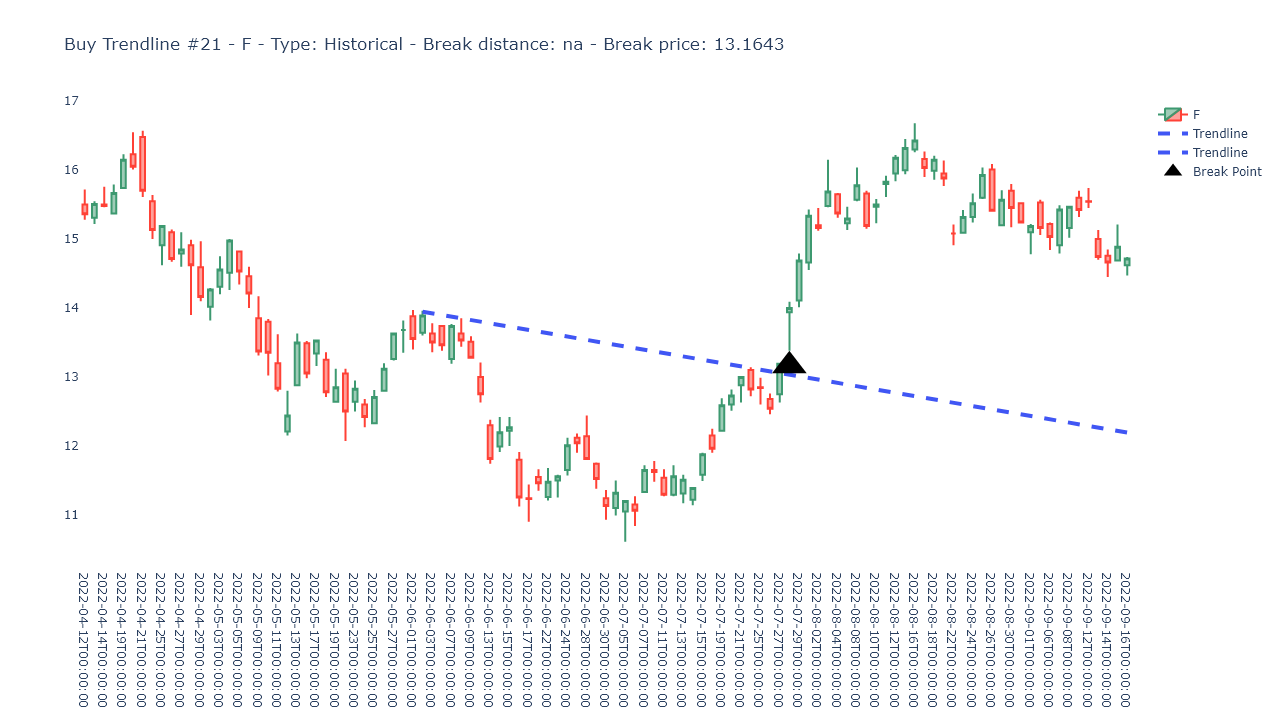 Buy Trendline #21 - F - Type: Historical - Break distance: na - Break price: 13.1643
17
16
15
14
13
12
11
F
Trendline
Trendline
Break Point
2022-04-12T00:00:00
2022-04-14T00:00:00
2022-04-19T00:00:00
2022-04-21T00:00:00
2022-04-25T00:00:00
2022-04-27T00:00:00
2022-04-29T00:00:00
2022-05-03T00:00:00
2022-05-05T00:00:00
2022-05-09T00:00:00
2022-05-11T00:00:00
2022-05-13T00:00:00
2022-05-17T00:00:00
2022-05-19T00:00:00
2022-05-23T00:00:00
2022-05-25T00:00:00
2022-05-27T00:00:00
2022-06-01T00:00:00
2022-06-03T00:00:00
2022-06-07T00:00:00
2022-06-09T00:00:00
2022-06-13T00:00:00
2022-06-15T00:00:00
2022-06-17T00:00:00
2022-06-22T00:00:00
2022-06-24T00:00:00
2022-06-28T00:00:00
2022-06-30T00:00:00
2022-07-05T00:00:00
2022-07-07T00:00:00
2022-07-11T00:00:00
2022-07-13T00:00:00
2022-07-15T00:00:00
2022-07-19T00:00:00
2022-07-21T00:00:00
2022-07-25T00:00:00
2022-07-27T00:00:00
2022-07-29T00:00:00
2022-08-02T00:00:00
2022-08-04T00:00:00
2022-08-08T00:00:00
2022-08-10T00:00:00
2022-08-12T00:00:00
2022-08-16T00:00:00
2022-08-18T00:00:00
2022-08-22T00:00:00
2022-08-24T00:00:00
2022-08-26T00:00:00
2022-08-30T00:00:00
2022-09-01T00:00:00
2022-09-06T00:00:00
2022-09-08T00:00:00
2022-09-12T00:00:00
2022-09-14T00:00:00
2022-09-16T00:00:00